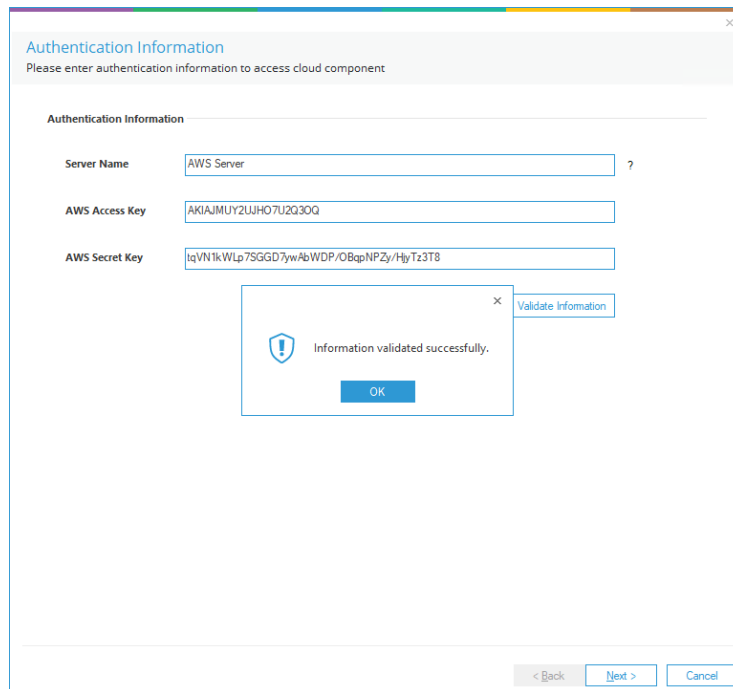 Authentication Information
Please enter authentication information to access cloud component
Authentication Information
Server Name AWS Server ?
AWS Access Key AKIAJMUY2UJHO7U2Q3OQ
AWS Secret Key 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
Validate Information
Information validated successfully.
OK
< Back Next > Cancel